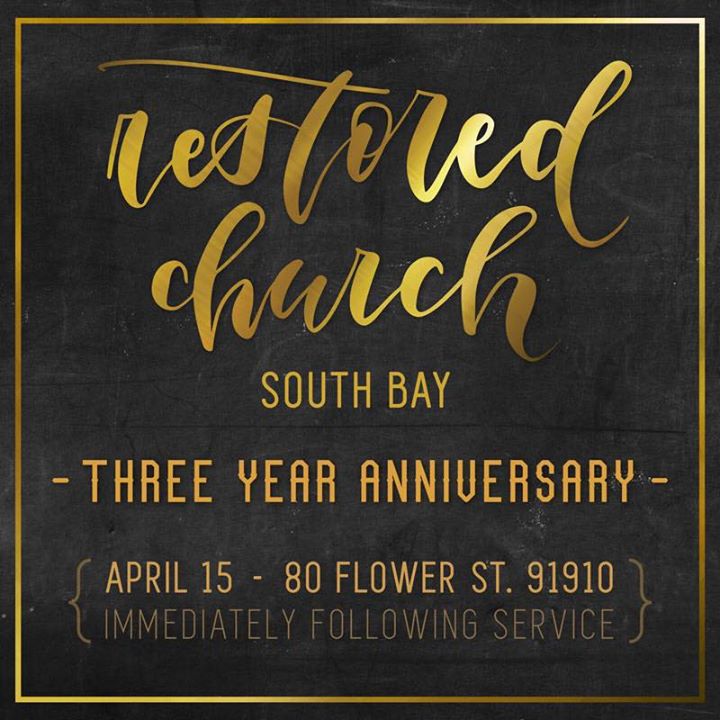 restored
church
SOUTH BAY
- THREE YEAR ANNIVERSARY -
{ APRIL 15 - 80 FLOWER ST. 91910
IMMEDIATELY FOLLOWING SERVICE }